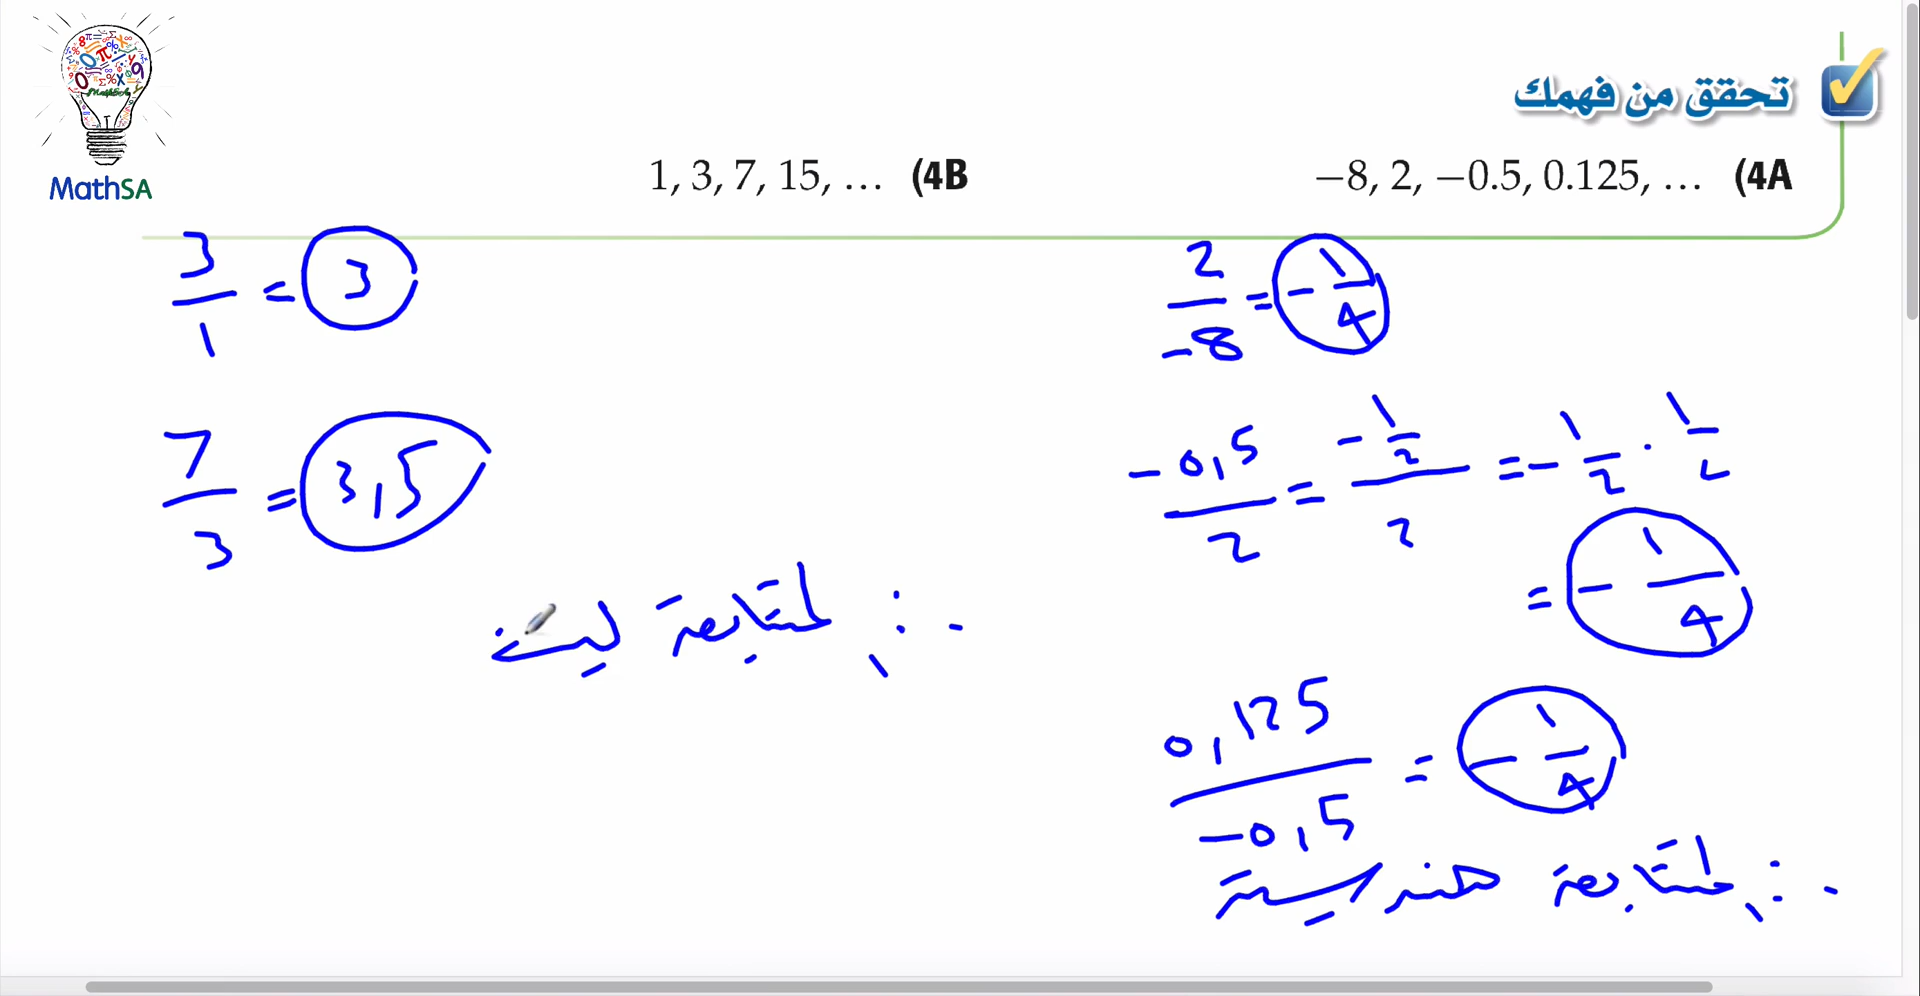 MathSA
تحقق من فهمك
−8, 2, −0.5, 0.125, … (4A
1, 3, 7, 15, … (4B
2/-8 = -1/4
-0,5/2 = -1/2/2 = -1/2 · 1/2
= -1/4
0,125/-0,5 = -1/4
∴ المتتابعة هندسية
3/1 = 3
7/3 = 3,5
∴ المتتابعة ليست